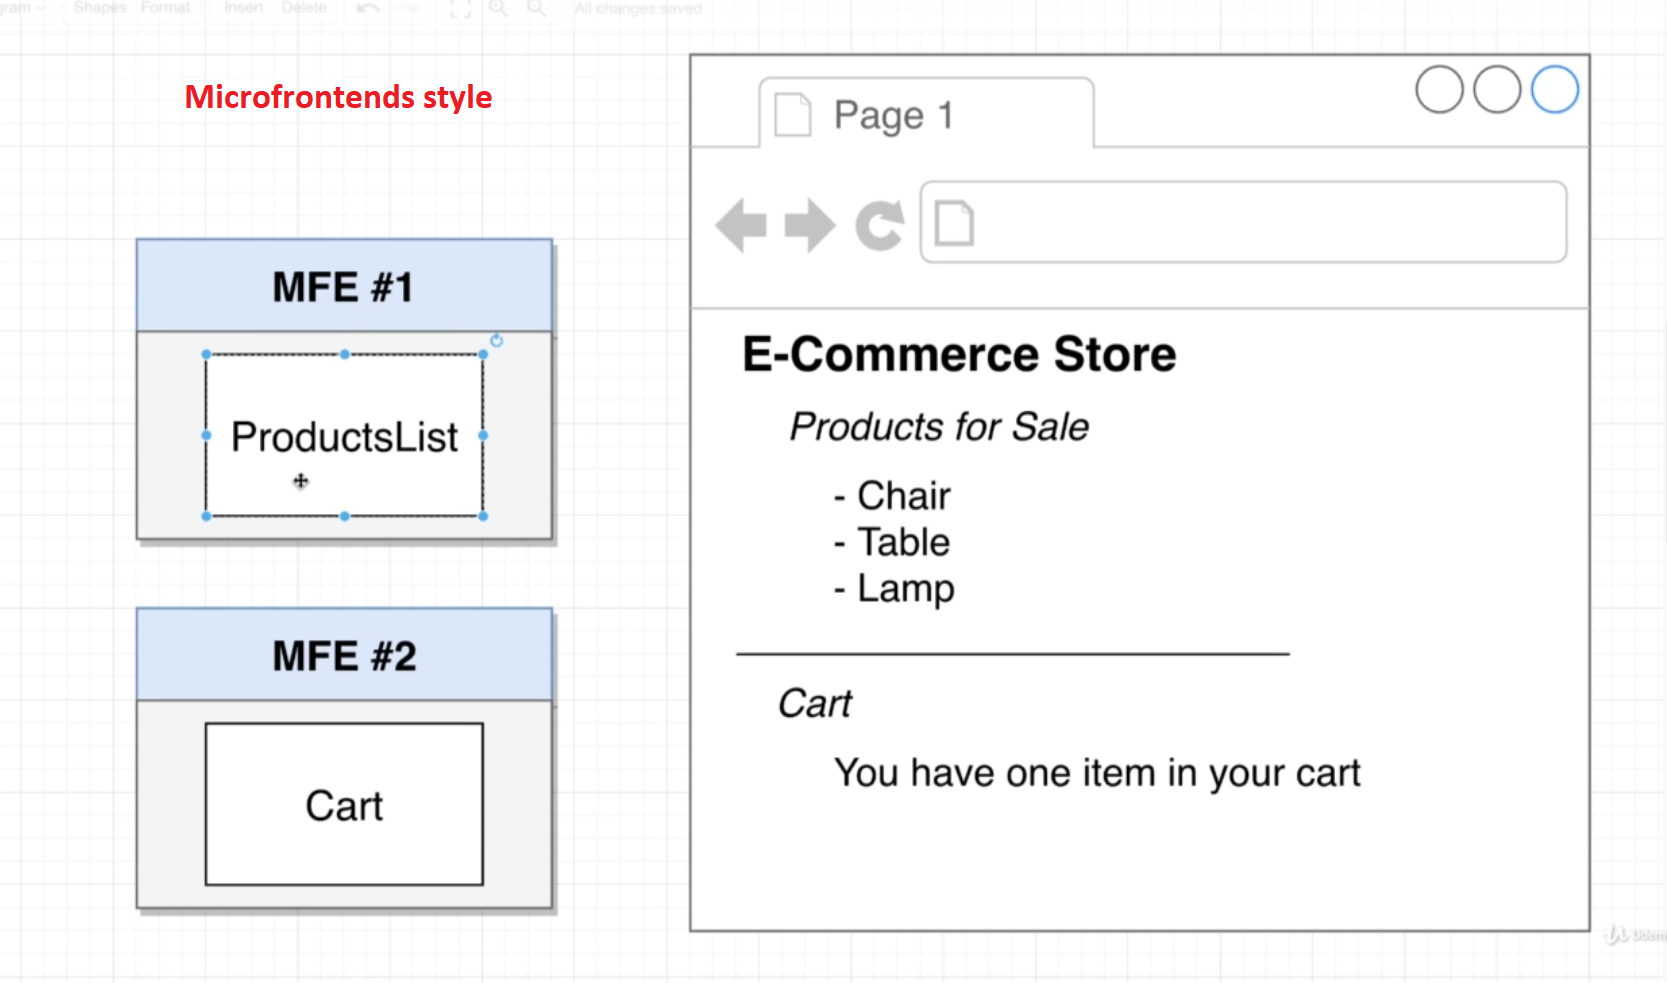 gram Shapes Format Insert Delete All changes saved
Microfrontends style
MFE #1
ProductsList
MFE #2
Cart
Page 1
E-Commerce Store
Products for Sale
- Chair
- Table
- Lamp
Cart
You have one item in your cart